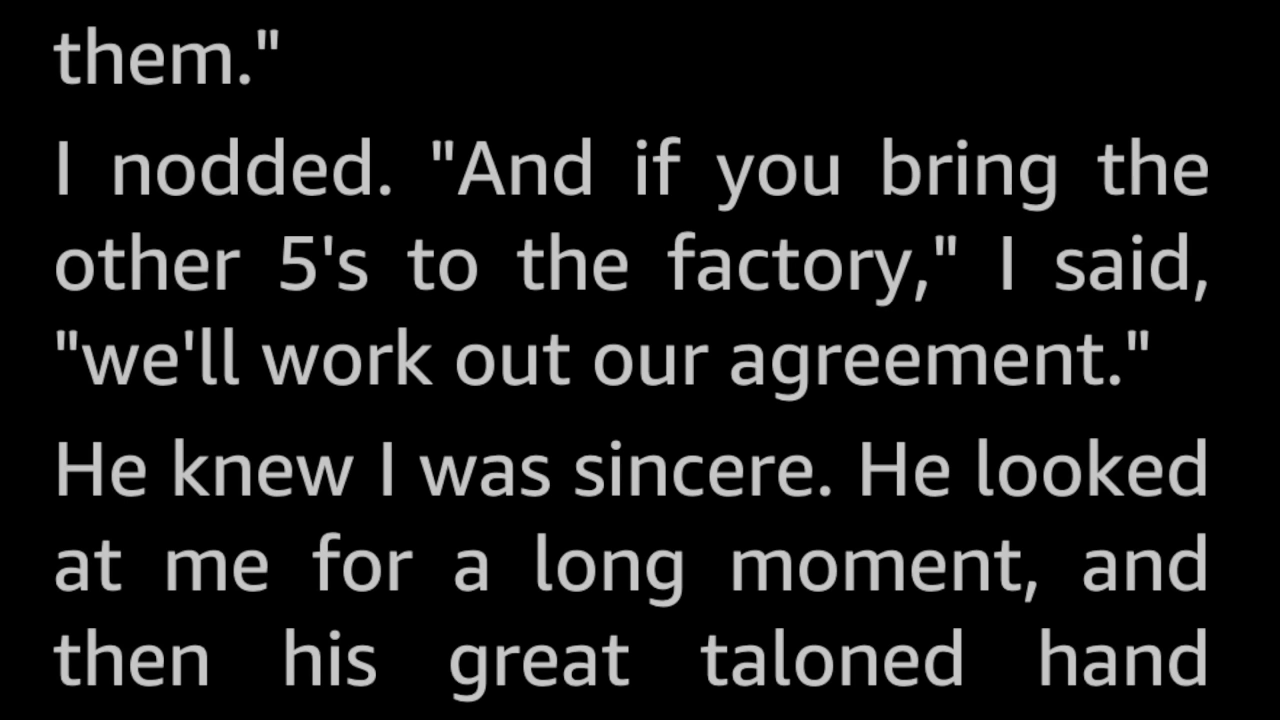 them."
I nodded. "And if you bring the
other 5's to the factory," I said,
"we'll work out our agreement."
He knew I was sincere. He looked
at me for a long moment, and
then his great taloned hand